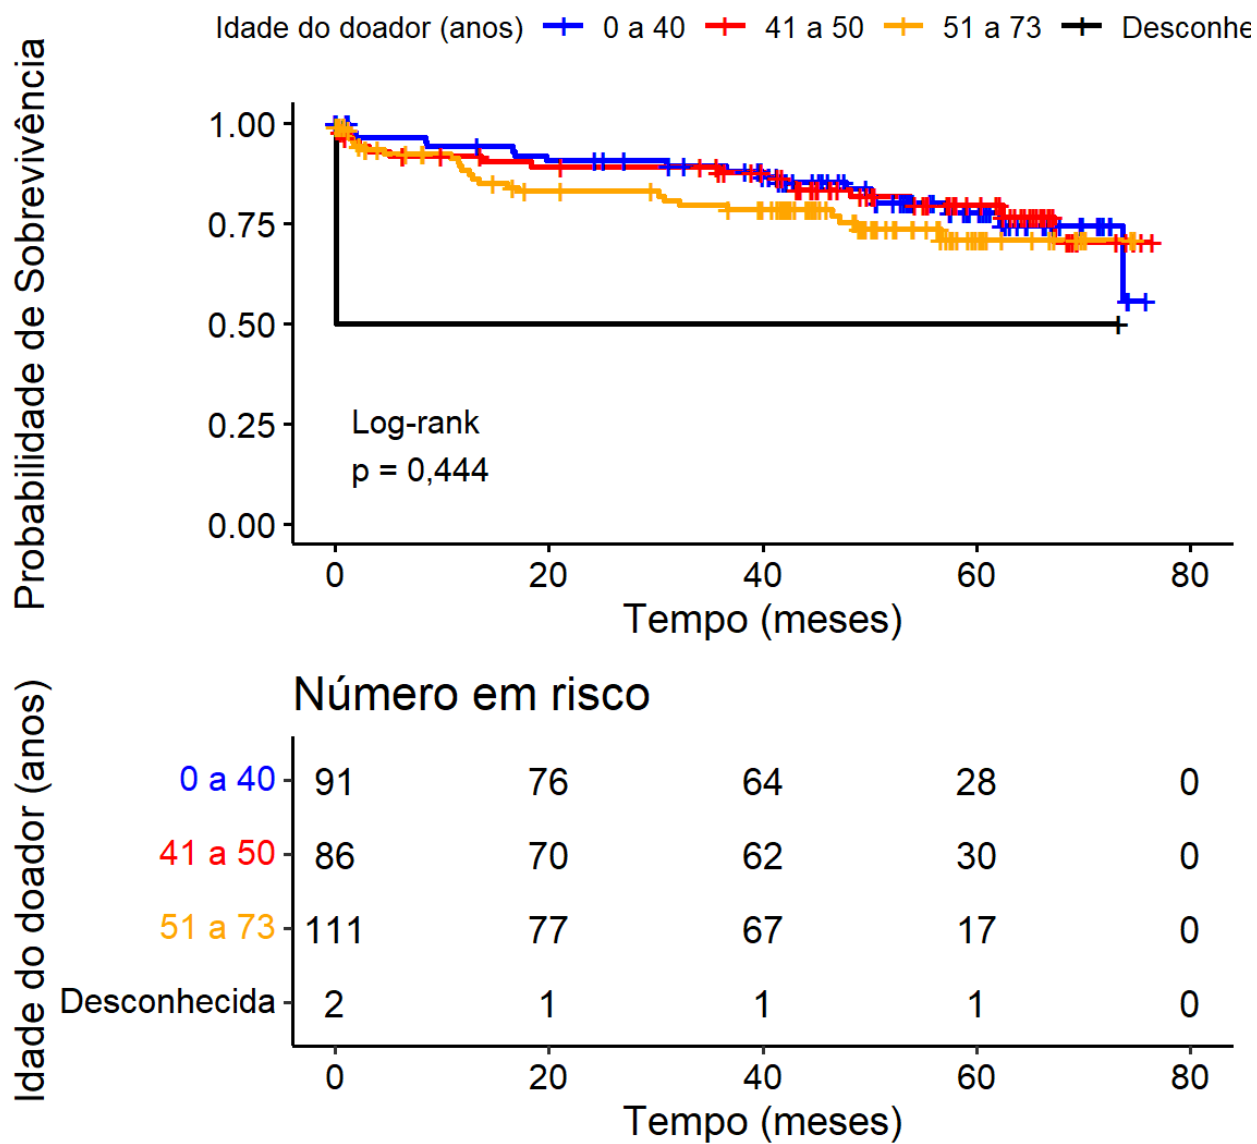 Idade do doador (anos) 0 a 40 41 a 50 51 a 73 Desconhe
Probabilidade de Sobrevivência
1.00
0.75
0.50
0.25
0.00
Log-rank
p = 0,444
0 20 40 60 80
Tempo (meses)
Número em risco
Idade do doador (anos)
0 a 40 91 76 64 28 0
41 a 50 86 70 62 30 0
51 a 73 111 77 67 17 0
Desconhecida 2 1 1 1 0
0 20 40 60 80
Tempo (meses)